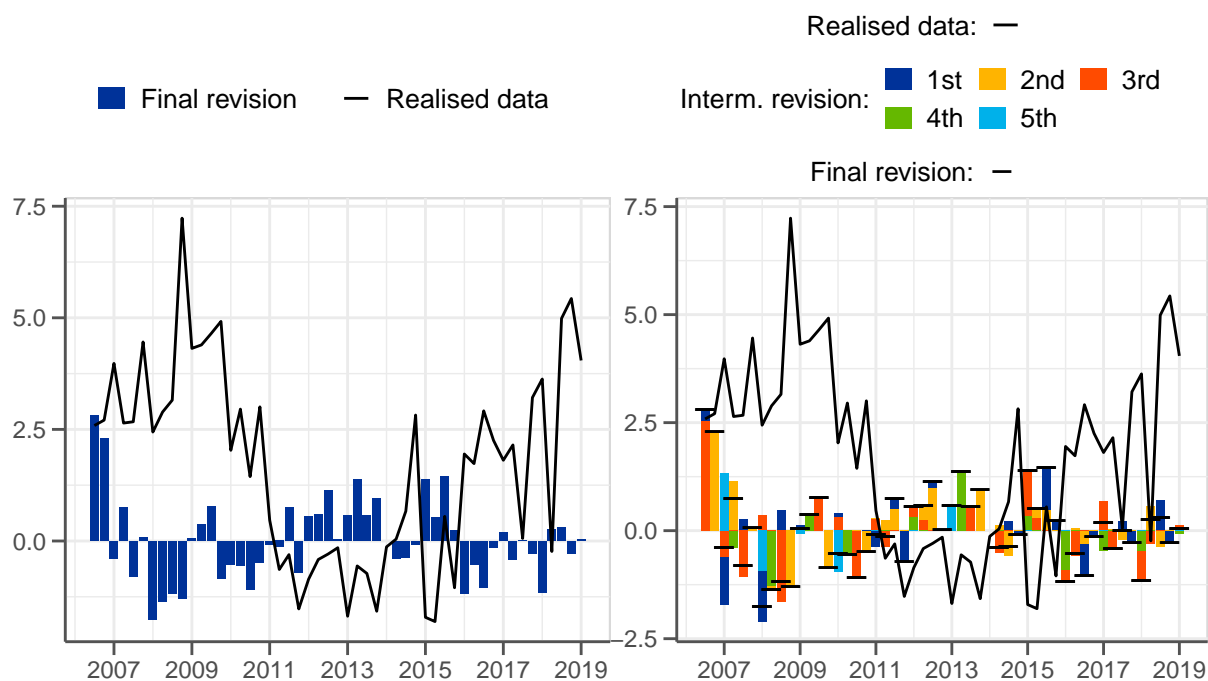 Realised data:
Final revision
Realised data
Interm. revision:
1st
2nd
3rd
4th
5th
Final revision:
7.5
5.0
2.5
0.0
2007
2009
2011
2013
2015
2017
2019
7.5
5.0
2.5
0.0
−2.5
2007
2009
2011
2013
2015
2017
2019